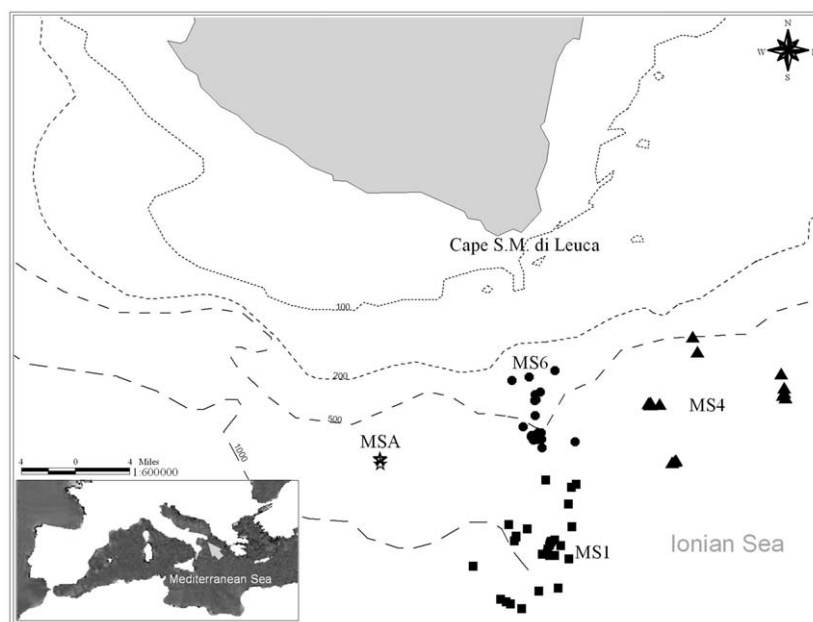 N
W
S
Cape S.M. di Leuca
100
200
MS6
500
MS4
MSA
1000
4 0 4 Miles
1:600000
Ionian Sea
MS1
Mediterranean Sea